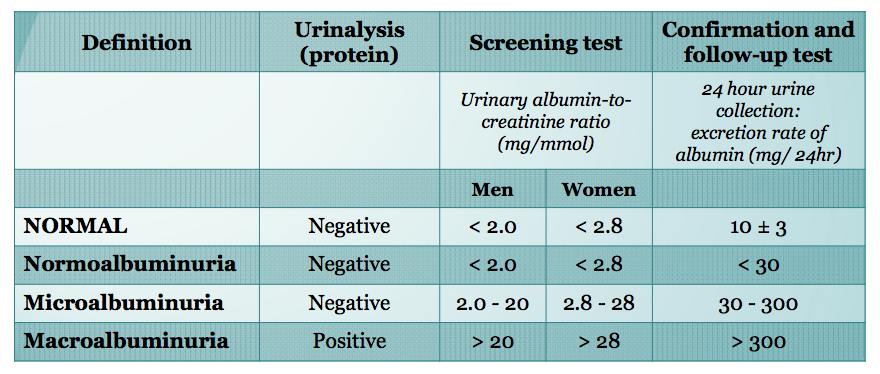 Definition
Urinalysis
(protein)
Screening test
Confirmation and
follow-up test
Urinary albumin-to-
creatinine ratio
(mg/mmol)
24 hour urine
collection:
excretion rate of
albumin (mg/ 24hr)
Men Women
NORMAL Negative < 2.0 < 2.8 10 ± 3
Normoalbuminuria Negative < 2.0 < 2.8 < 30
Microalbuminuria Negative 2.0 - 20 2.8 - 28 30 - 300
Macroalbuminuria Positive > 20 > 28 > 300